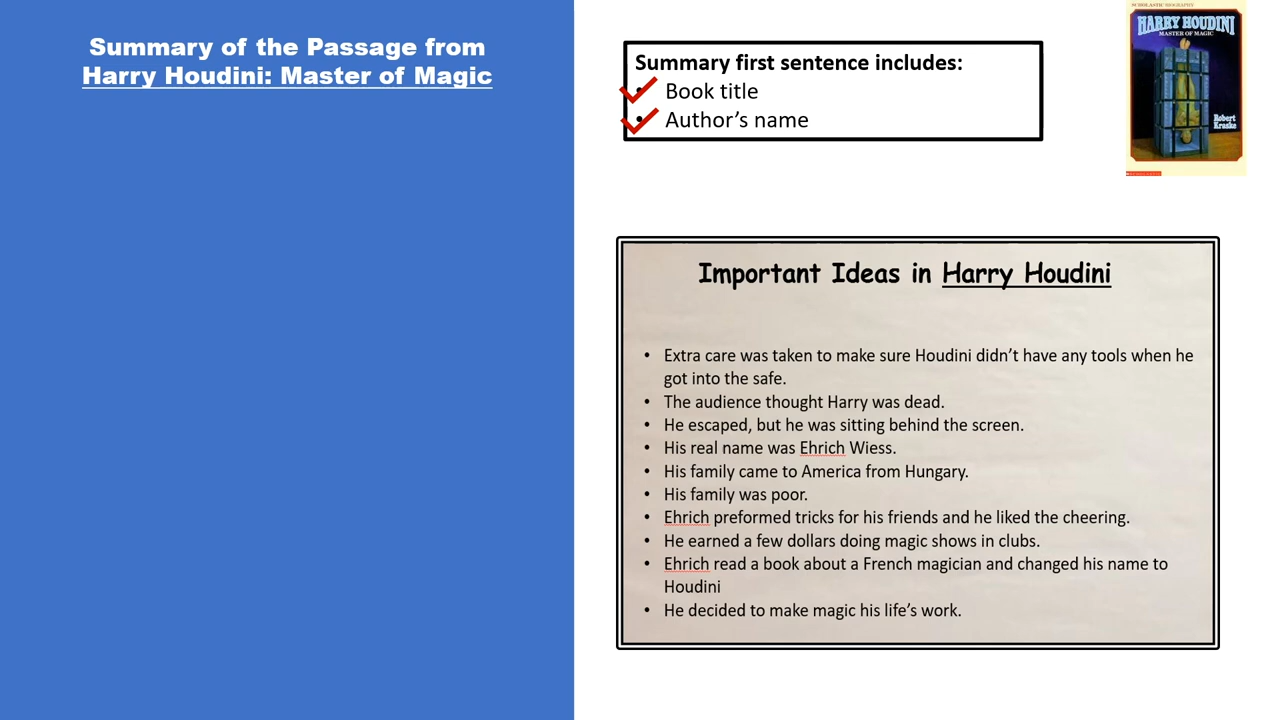 Summary of the Passage from
Harry Houdini: Master of Magic
Summary first sentence includes:
• Book title
• Author’s name
SCHOLASTIC BIOGRAPHY
HARRY HOUDINI
MASTER OF MAGIC
Robert
Kraske
Important Ideas in Harry Houdini
• Extra care was taken to make sure Houdini didn’t have any tools when he
got into the safe.
• The audience thought Harry was dead.
• He escaped, but he was sitting behind the screen.
• His real name was Ehrich Wiess.
• His family came to America from Hungary.
• His family was poor.
• Ehrich preformed tricks for his friends and he liked the cheering.
• He earned a few dollars doing magic shows in clubs.
• Ehrich read a book about a French magician and changed his name to
Houdini
• He decided to make magic his life’s work.